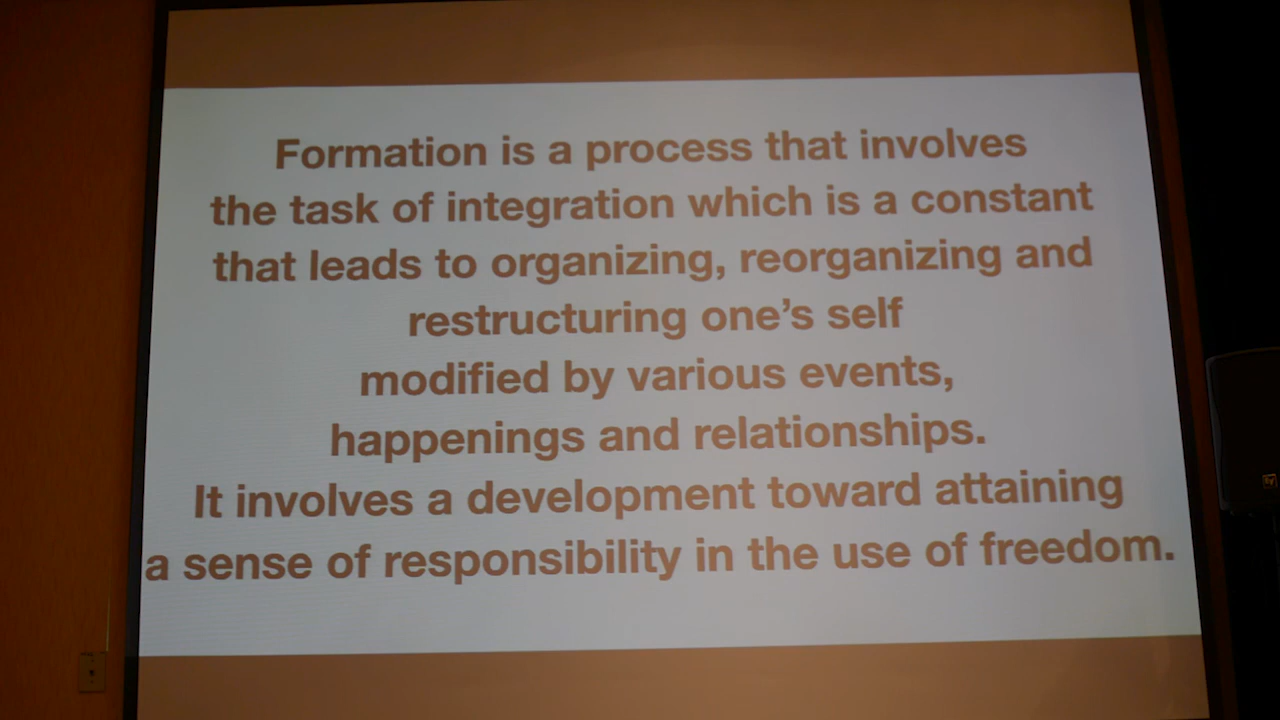 Formation is a process that involves
the task of integration which is a constant
that leads to organizing, reorganizing and
restructuring one’s self
modified by various events,
happenings and relationships.
It involves a development toward attaining
a sense of responsibility in the use of freedom.